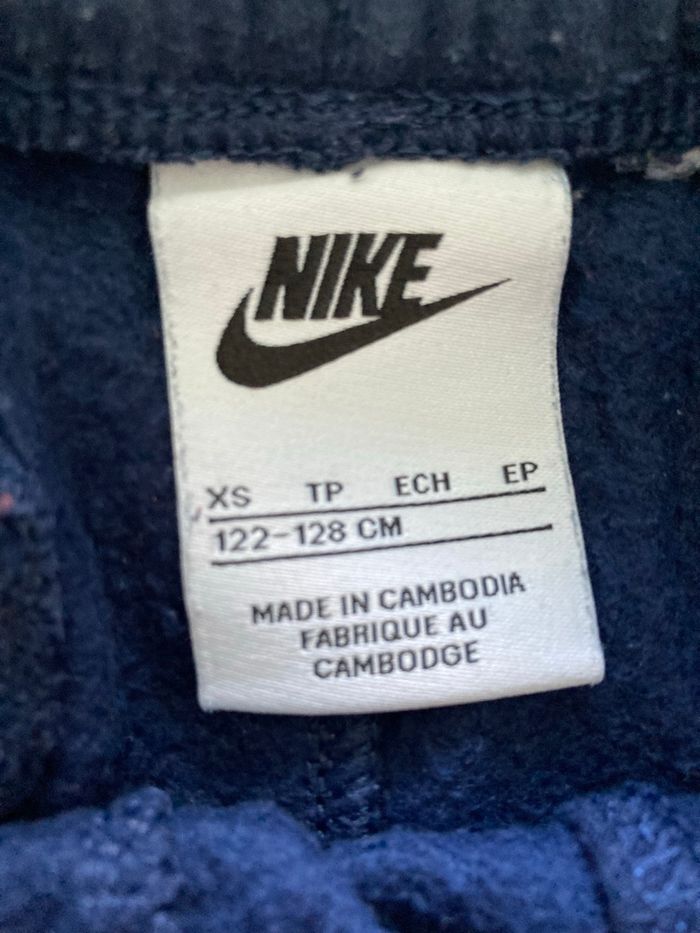 NIKE
XS TP ECH EP
122-128 CM
MADE IN CAMBODIA
FABRIQUE AU
CAMBODGE